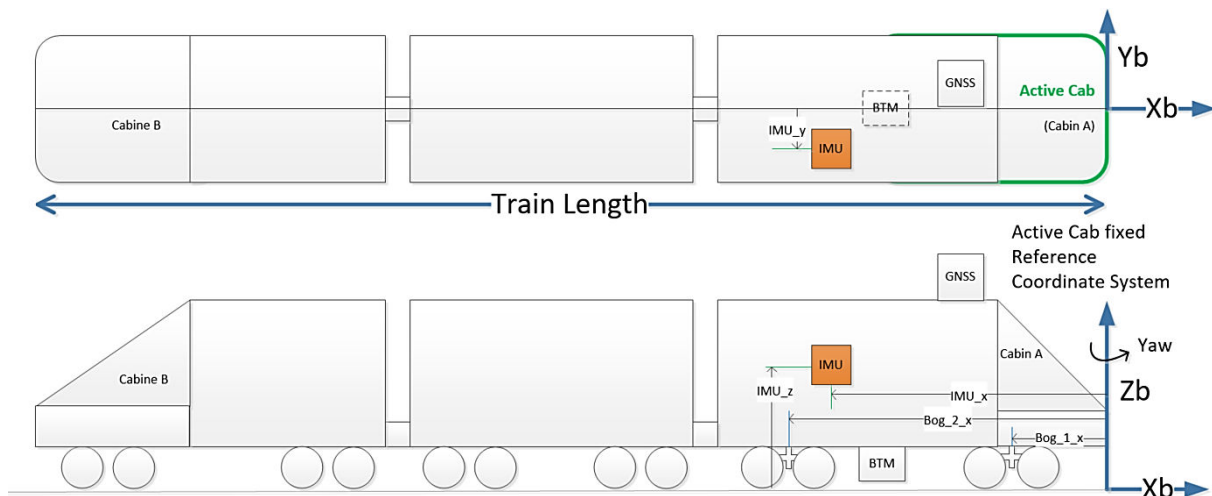 Yb
GNSS
Active Cab
BTM
Xb
Cabine B
(Cabin A)
IMU_y
IMU
Train Length
Active Cab fixed
Reference
Coordinate System
GNSS
Yaw
Cabin A
IMU
Cabine B
IMU_z
Zb
IMU_x
Bog_2_x
Bog_1_x
BTM
Xb